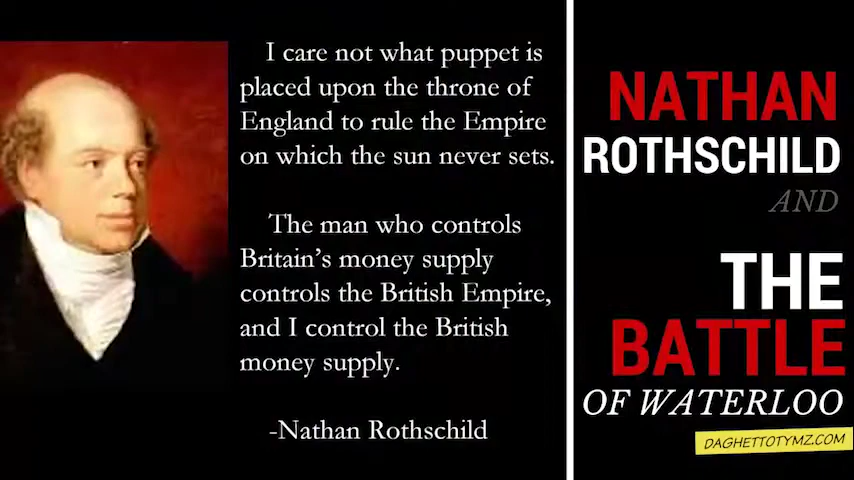 I care not what puppet is
placed upon the throne of
England to rule the Empire
on which the sun never sets.
The man who controls
Britain's money supply
controls the British Empire,
and I control the British
money supply.
-Nathan Rothschild
NATHAN
ROTHSCHILD
AND
THE
BATTLE
OF WATERLOO
DAGHETTOTYMZ.COM